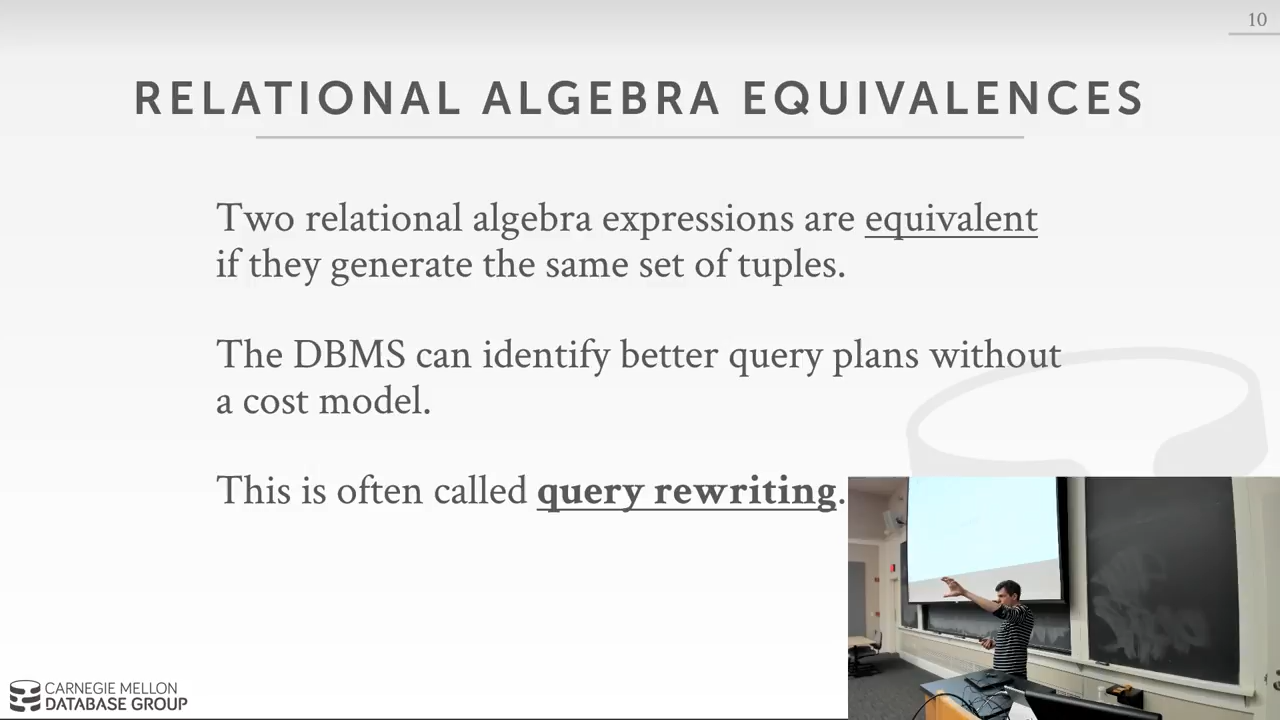 10
RELATIONAL ALGEBRA EQUIVALENCES
Two relational algebra expressions are equivalent
if they generate the same set of tuples.
The DBMS can identify better query plans without
a cost model.
This is often called query rewriting.
CARNEGIE MELLON
DATABASE GROUP